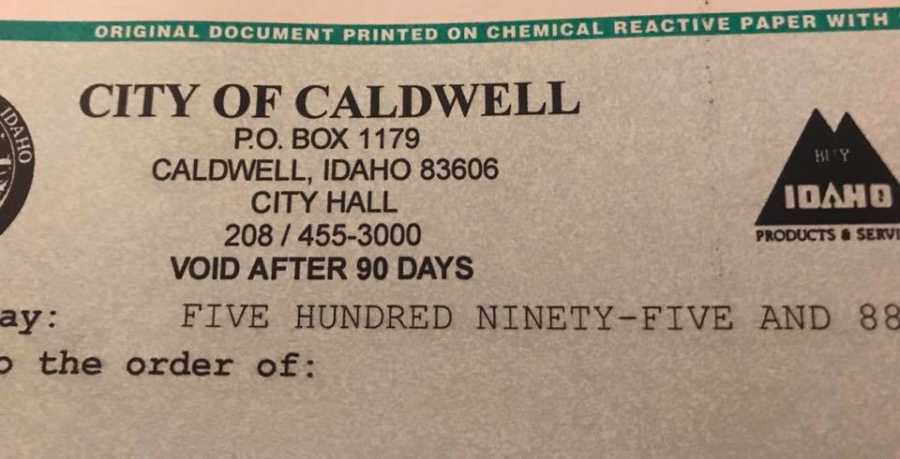 ORIGINAL DOCUMENT PRINTED ON CHEMICAL REACTIVE PAPER WITH
IDAHO
CITY OF CALDWELL
P.O. BOX 1179
CALDWELL, IDAHO 83606
CITY HALL
208 / 455-3000
VOID AFTER 90 DAYS
BUY
IDAHO
PRODUCTS & SERVI
ay: FIVE HUNDRED NINETY-FIVE AND 88
o the order of: